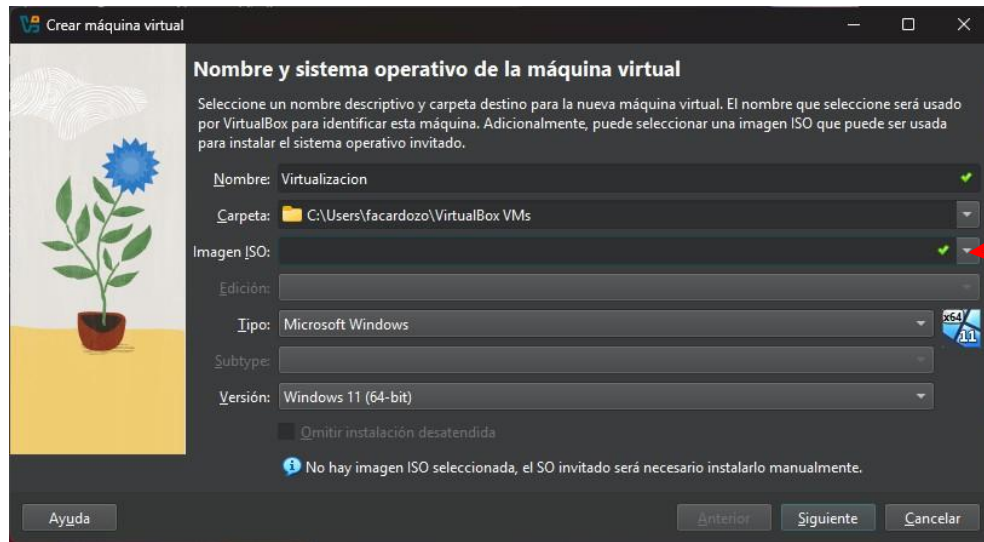 Crear máquina virtual
Nombre y sistema operativo de la máquina virtual
Seleccione un nombre descriptivo y carpeta destino para la nueva máquina virtual. El nombre que seleccione será usado
por VirtualBox para identificar esta máquina. Adicionalmente, puede seleccionar una imagen ISO que puede ser usada
para instalar el sistema operativo invitado.
Nombre: Virtualizacion
Carpeta: C:\Users\facardozo\VirtualBox VMs
Imagen ISO:
Edición:
Tipo: Microsoft Windows
x64
11
Subtype:
Versión: Windows 11 (64-bit)
Omitir instalación desatendida
No hay imagen ISO seleccionada, el SO invitado será necesario instalarlo manualmente.
Ayuda Anterior Siguiente Cancelar